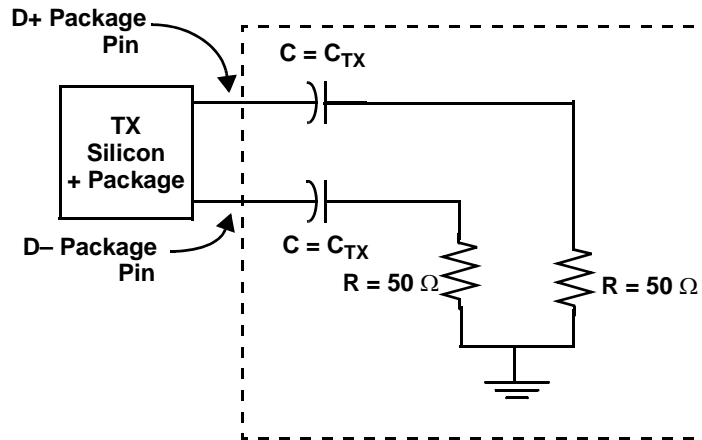 D+ Package
Pin
C = CTX
TX
Silicon
+ Package
D– Package
Pin
C = CTX
R = 50 Ω
R = 50 Ω